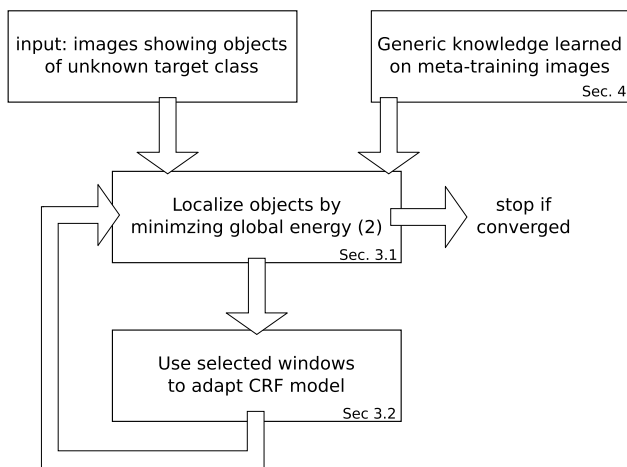 input: images showing objects
of unknown target class
Generic knowledge learned
on meta-training images
Sec. 4
Localize objects by
minimzing global energy (2)
Sec. 3.1
stop if
converged
Use selected windows
to adapt CRF model
Sec 3.2